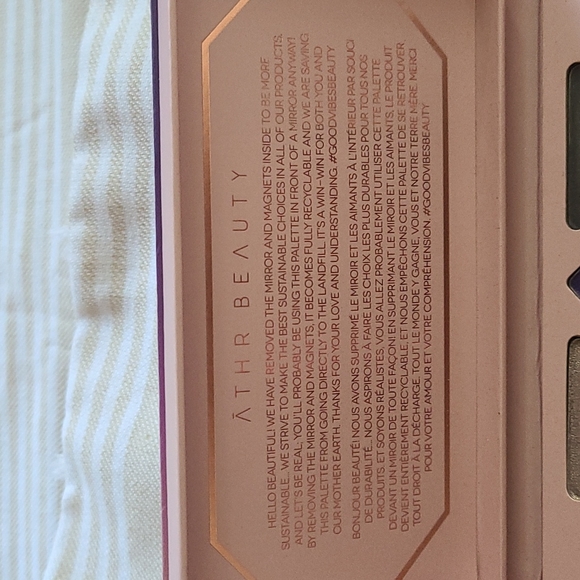 ĀTHR BEAUTY
HELLO BEAUTIFUL! WE HAVE REMOVED THE MIRROR AND MAGNETS INSIDE TO BE MORE
SUSTAINABLE... WE STRIVE TO MAKE THE BEST SUSTAINABLE CHOICES IN ALL OF OUR PRODUCTS.
AND LET'S BE REAL; YOU'LL PROBABLY BE USING THIS PALETTE IN FRONT OF A MIRROR ANYWAY!
BY REMOVING THE MIRROR AND MAGNETS, IT BECOMES FULLY RECYCLABLE AND WE ARE SAVING
THIS PALETTE FROM GOING DIRECTLY TO THE LANDFILL. IT'S A WIN-WIN FOR BOTH YOU AND
OUR MOTHER EARTH. THANKS FOR YOUR LOVE AND UNDERSTANDING. #GOODVIBESBEAUTY
BONJOUR BEAUTÉ! NOUS AVONS SUPPRIMÉ LE MIROIR ET LES AIMANTS À L'INTÉRIEUR PAR SOUCI
DE DURABILITÉ... NOUS ASPIRONS À FAIRE LES CHOIX LES PLUS DURABLES POUR TOUS NOS
PRODUITS. ET SOYONS RÉALISTES, VOUS ALLEZ PROBABLEMENT UTILISER CETTE PALETTE
DEVANT UN MIROIR DE TOUTE FAÇON! EN SUPPRIMANT LE MIROIR ET LES AIMANTS, LE PRODUIT
DEVIENT ENTIÈREMENT RECYCLABLE, ET NOUS EMPÊCHONS CETTE PALETTE DE SE RETROUVER
TOUT DROIT À LA DÉCHARGE. TOUT LE MONDE Y GAGNE, VOUS ET NOTRE TERRE MÈRE. MERCI
POUR VOTRE AMOUR ET VOTRE COMPRÉHENSION. #GOODVIBESBEAUTY